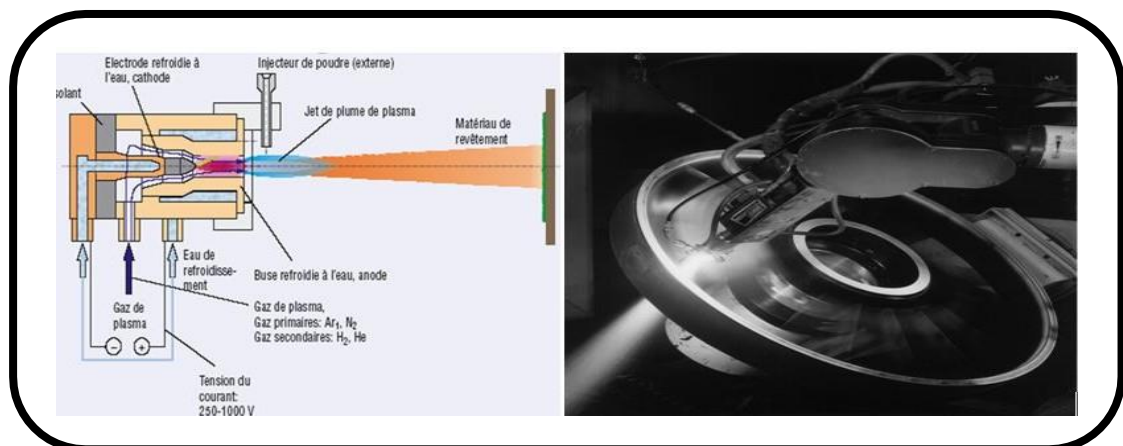 Electrode refroidie à
l'eau, cathode
solant
Injecteur de poudre (externe)
Jet de plume de plasma
Matériau de
revêtement
Eau de
refroidisse-
ment
Buse refroidie à l'eau, anode
Gaz de
plasma
Gaz de plasma,
Gaz primaires: Ar₁, N₂
Gaz secondaires: H₂, He
− +
Tension du
courant:
250-1000 V